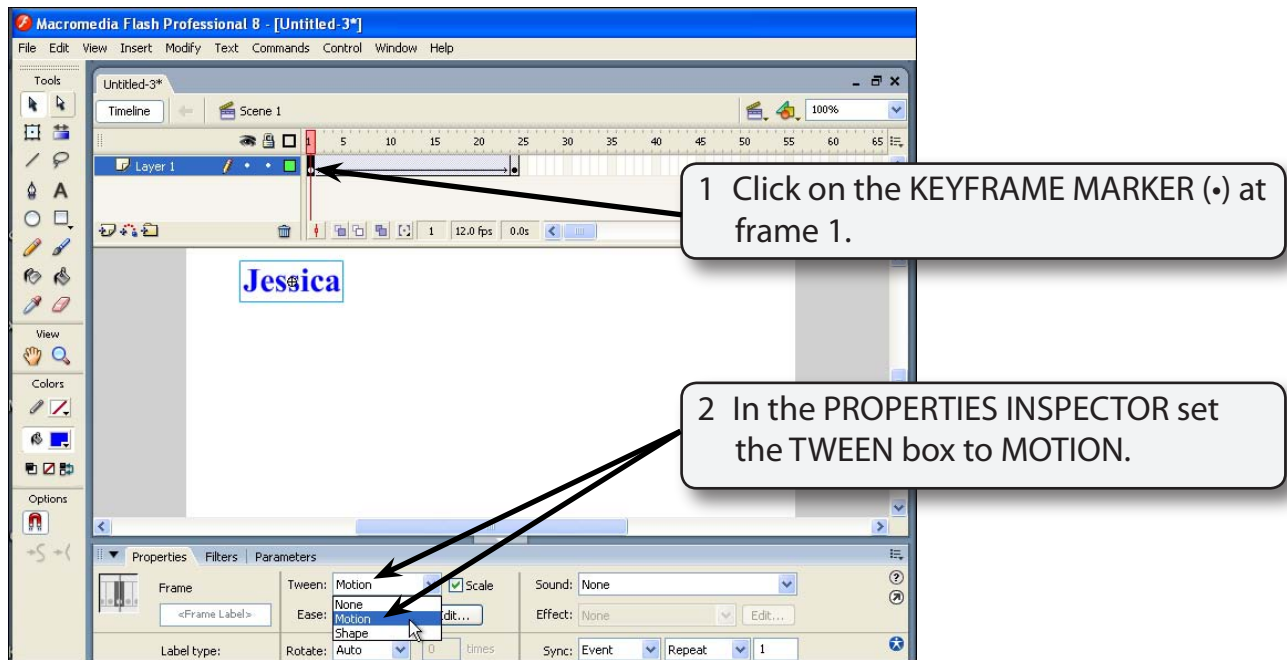 Macromedia Flash Professional 8 - [Untitled-3*]
File Edit View Insert Modify Text Commands Control Window Help
Tools
Untitled-3*
Timeline Scene 1 100%
1 5 10 15 20 25 30 35 40 45 50 55 60 65
Layer 1
1 12.0 fps 0.0s
1 Click on the KEYFRAME MARKER (•) at
frame 1.
Jessica
View
Colors
2 In the PROPERTIES INSPECTOR set
the TWEEN box to MOTION.
Options
Properties Filters Parameters
Frame Tween: Motion Scale Sound: None
None
<Frame Label> Ease: Motion Edit... Effect: None Edit...
Shape
Label type: Rotate: Auto 0 times Sync: Event Repeat 1